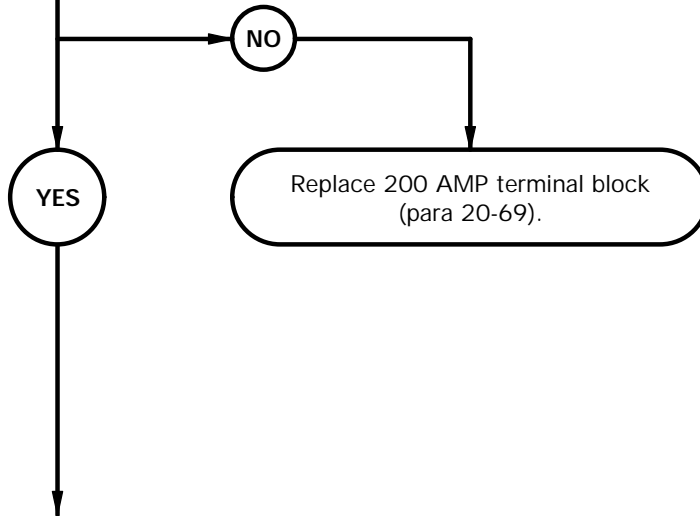 NO
YES
Replace 200 AMP terminal block
(para 20-69).